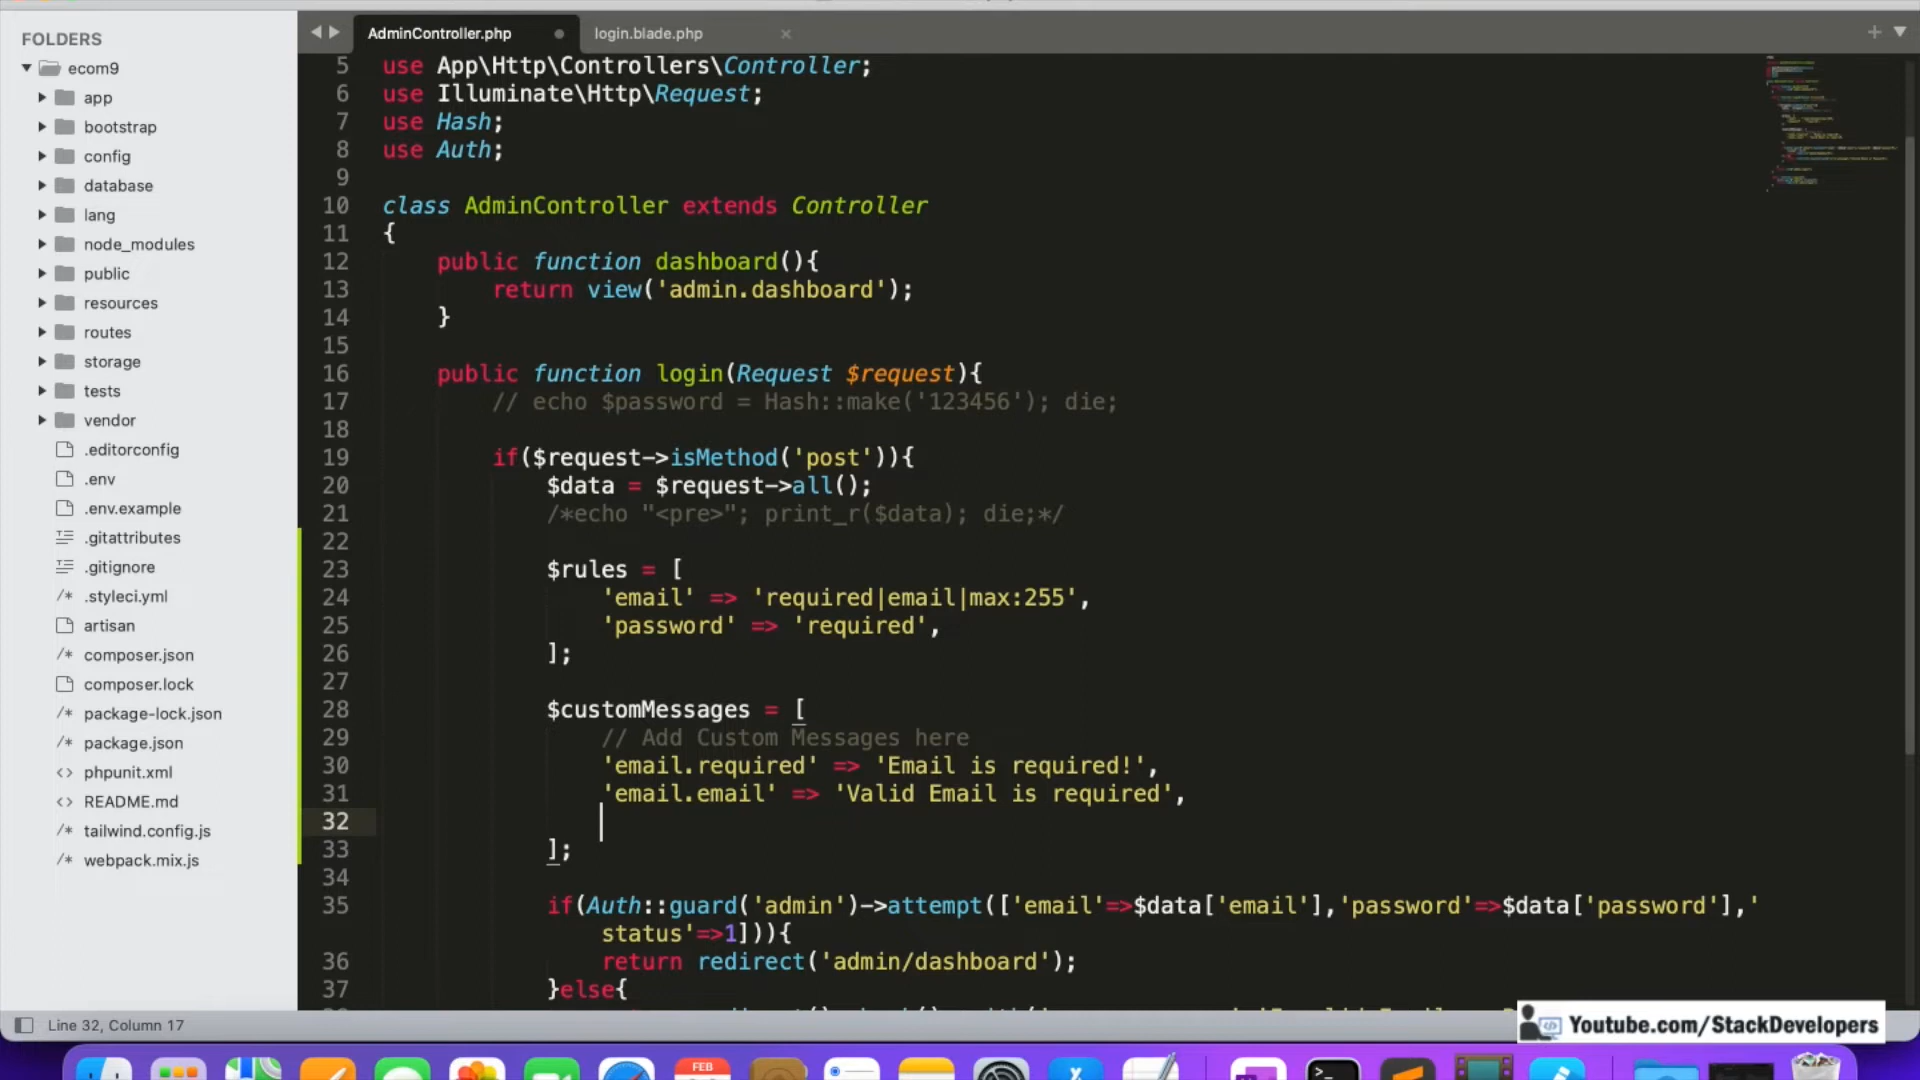 FOLDERS
ecom9
app
bootstrap
config
database
lang
node_modules
public
resources
routes
storage
tests
vendor
.editorconfig
.env
.env.example
.gitattributes
.gitignore
.styleci.yml
artisan
composer.json
composer.lock
package-lock.json
package.json
phpunit.xml
README.md
tailwind.config.js
webpack.mix.js
AdminController.php
login.blade.php
5 use App\Http\Controllers\Controller;
6 use Illuminate\Http\Request;
7 use Hash;
8 use Auth;
9
10 class AdminController extends Controller
11 {
12 public function dashboard(){
13 return view('admin.dashboard');
14 }
15
16 public function login(Request $request){
17 // echo $password = Hash::make('123456'); die;
18
19 if($request->isMethod('post')){
20 $data = $request->all();
21 /*echo "<pre>"; print_r($data); die;*/
22
23 $rules = [
24 'email' => 'required|email|max:255',
25 'password' => 'required',
26 ];
27
28 $customMessages = [
29 // Add Custom Messages here
30 'email.required' => 'Email is required!',
31 'email.email' => 'Valid Email is required',
32
33 ];
34
35 if(Auth::guard('admin')->attempt(['email'=>$data['email'],'password'=>$data['password'],'
status'=>1])){
36 return redirect('admin/dashboard');
37 }else{
Line 32, Column 17
Youtube.com/StackDevelopers
FEB